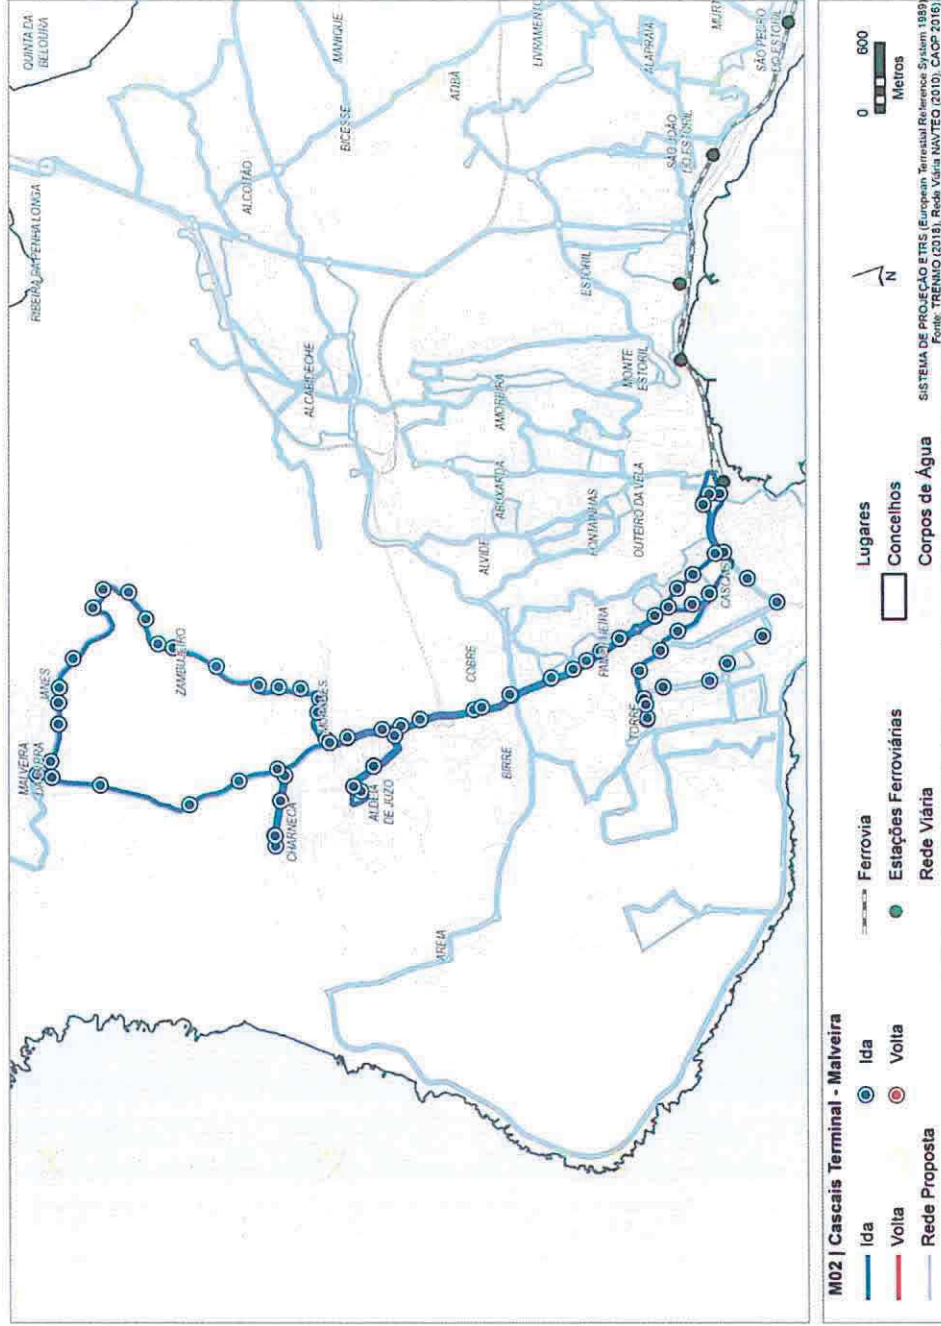 QUINTA DA
BELOURA
RIBEIRA DA PENHA LONGA
MANIQUE
BICESSE
ATIBÁ
LIVRAMENTO
ALAPRAIA
MURT
SÃO PEDRO
DO ESTORIL
SÃO JOÃO
DO ESTORIL
ALCOITÃO
ESTORIL
ALCABIDECHE
MONTE
ESTORIL
AMOREIRA
ABUXARDA
ALVIDE
FONTAINHAS
OUTEIRO DA VELA
CASCAIS
JANES
ZAMBUJEIRO
MALVEIRA
DA SERRA
MURCHES
COBRE
PAMPILHEIRA
TORRE
CHARNECA
ALDEIA
DE JUZO
BIRRE
AREIA
M02 | Cascais Terminal - Malveira
Ida
Volta
Rede Proposta
Ida
Volta
Ferrovia
Estações Ferroviárias
Rede Viária
Lugares
Concelhos
Corpos de Água
N
0 600
Metros
SISTEMA DE PROJEÇÃO ETRS (European Terrestrial Reference System 1989)
Fonte: TRENMO (2018), Rede Viária NAVTEQ (2010), CAOP 2016)